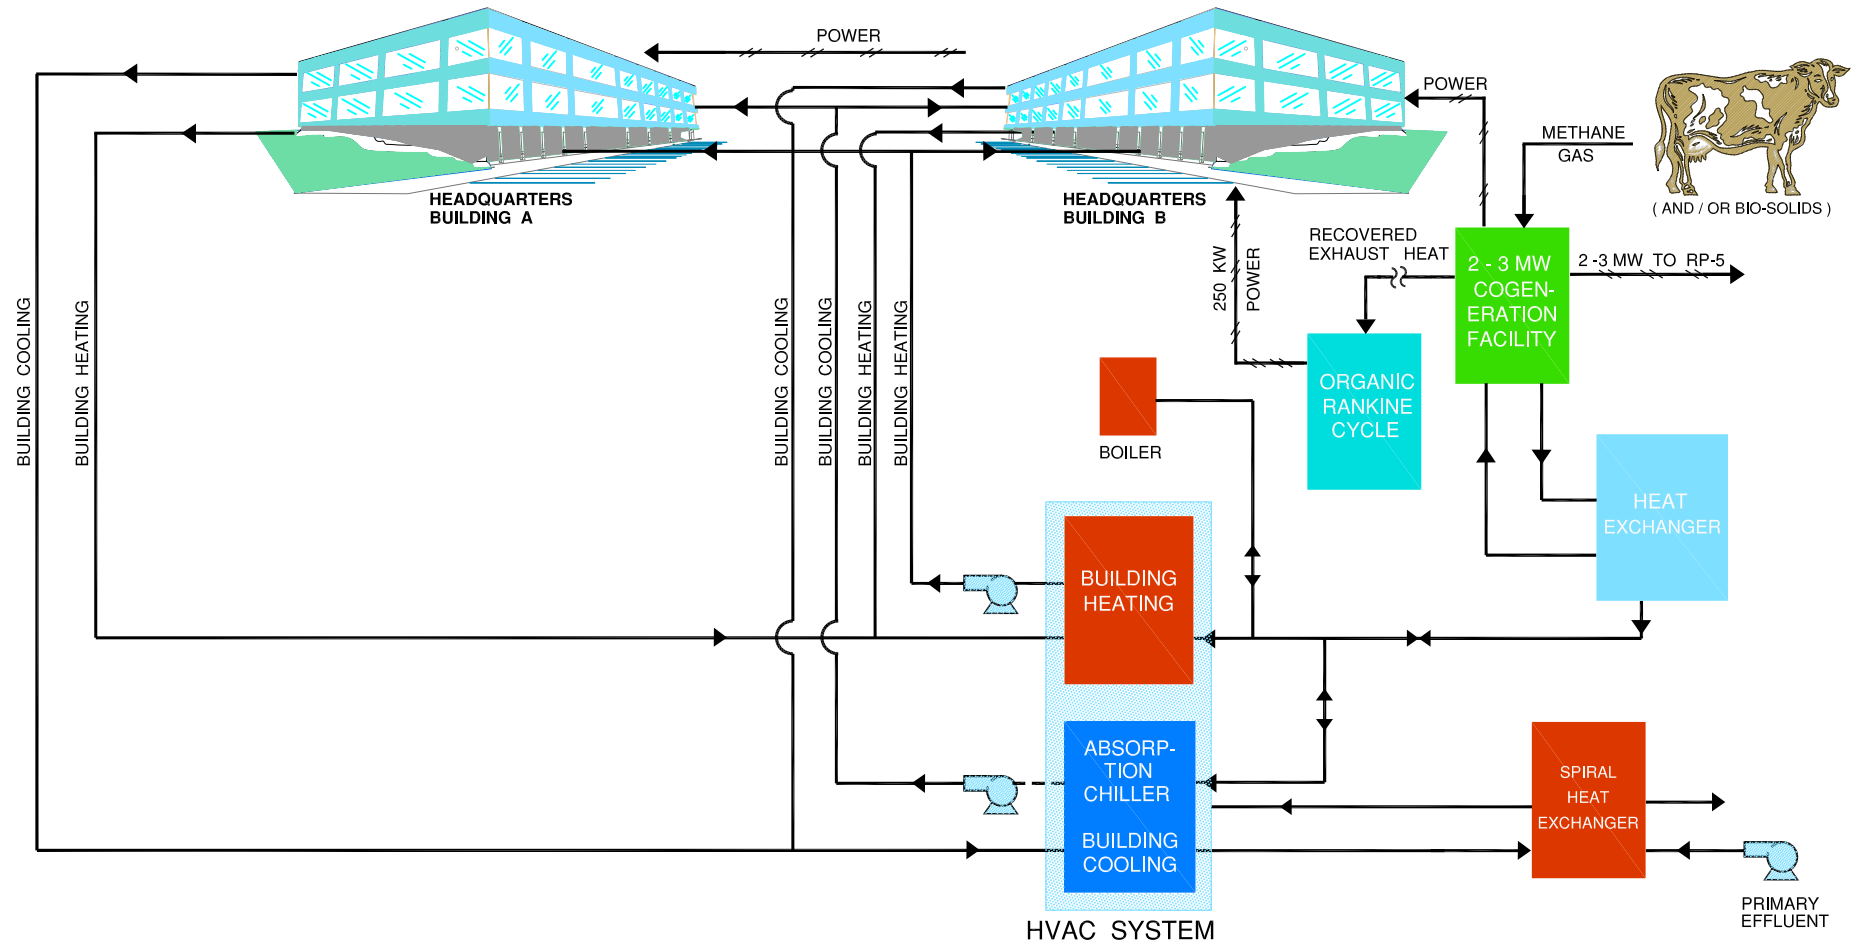 POWER
POWER
METHANE
GAS
( AND / OR BIO-SOLIDS )
HEADQUARTERS
BUILDING A
HEADQUARTERS
BUILDING B
RECOVERED
EXHAUST HEAT
2 - 3 MW
COGEN-
ERATION
FACILITY
2 -3 MW TO RP-5
250 KW
POWER
BUILDING COOLING
BUILDING HEATING
BUILDING COOLING
BUILDING COOLING
BUILDING HEATING
BUILDING HEATING
ORGANIC
RANKINE
CYCLE
BOILER
HEAT
EXCHANGER
BUILDING
HEATING
ABSORP-
TION
CHILLER
BUILDING
COOLING
SPIRAL
HEAT
EXCHANGER
PRIMARY
EFFLUENT
HVAC SYSTEM